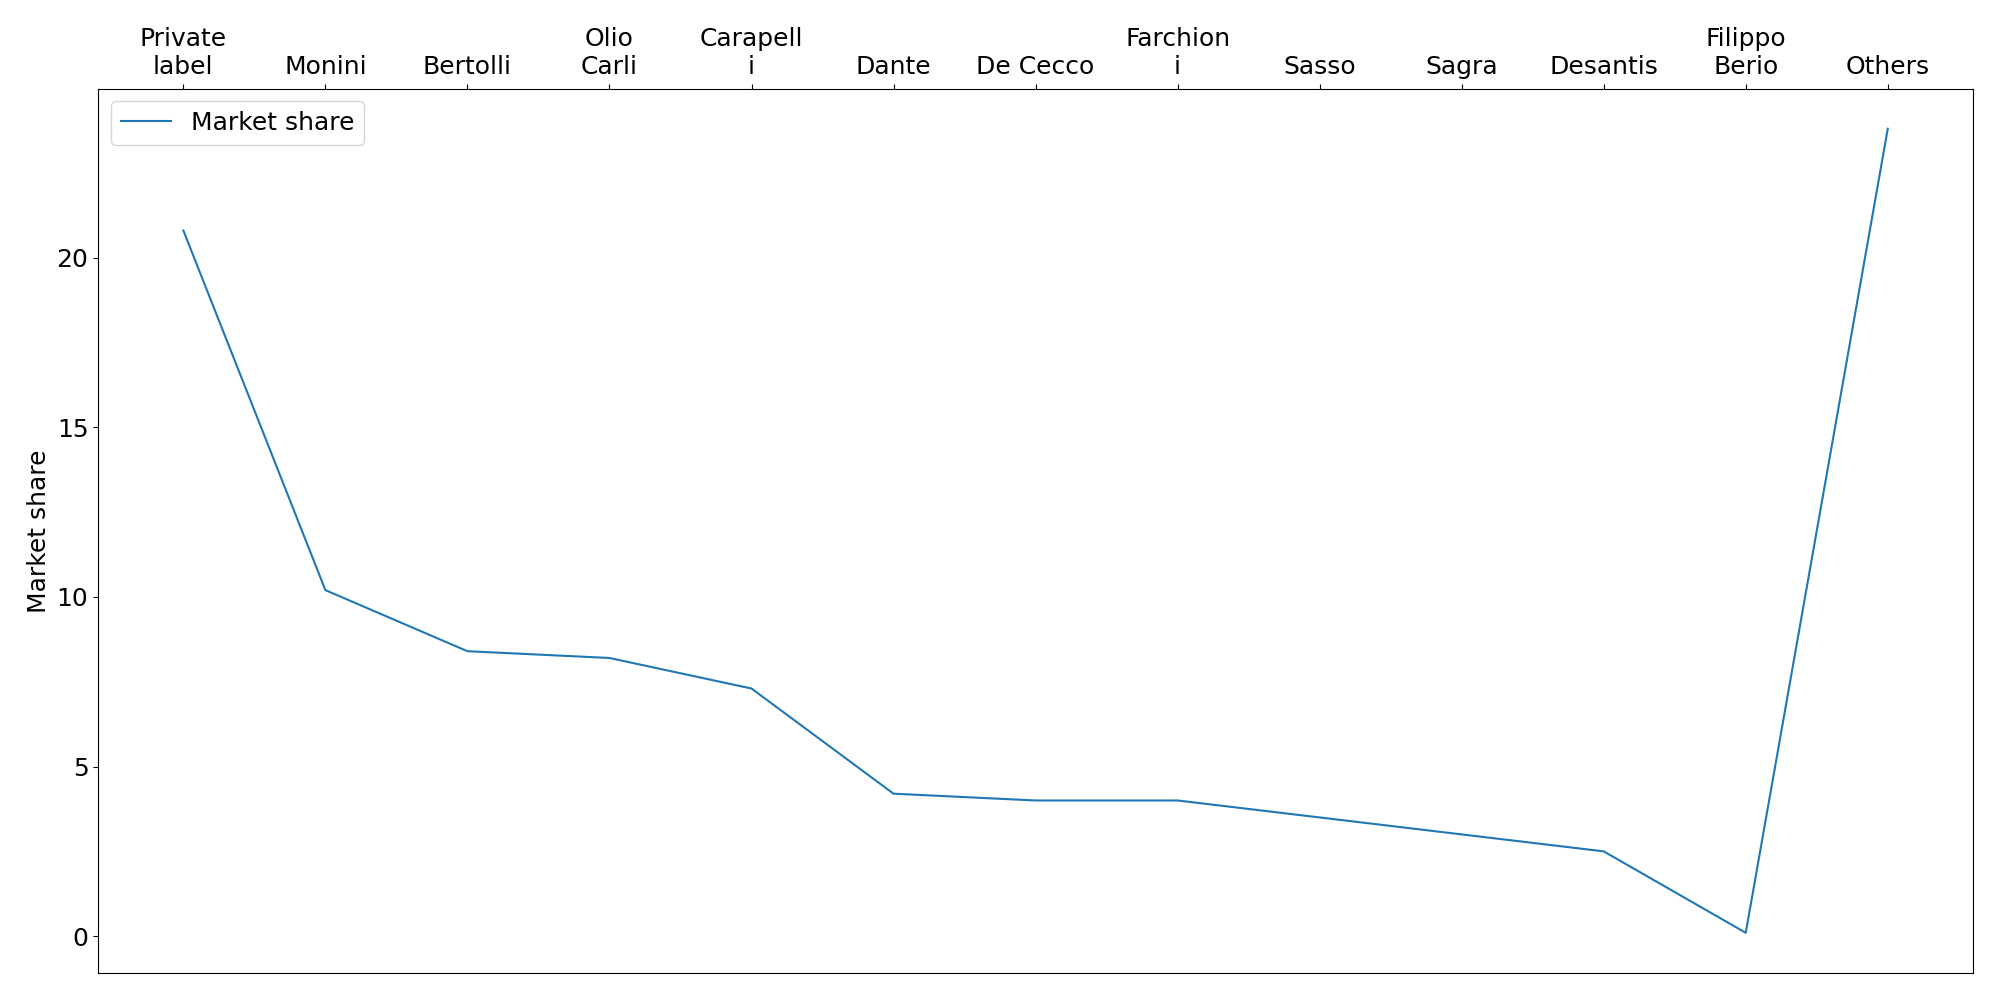 Private
label
Monini
Bertolli
Olio
Carli
Carapell
i
Dante
De Cecco
Farchion
i
Sasso
Sagra
Desantis
Filippo
Berio
Others
Market share
Market share
20
15
10
5
0